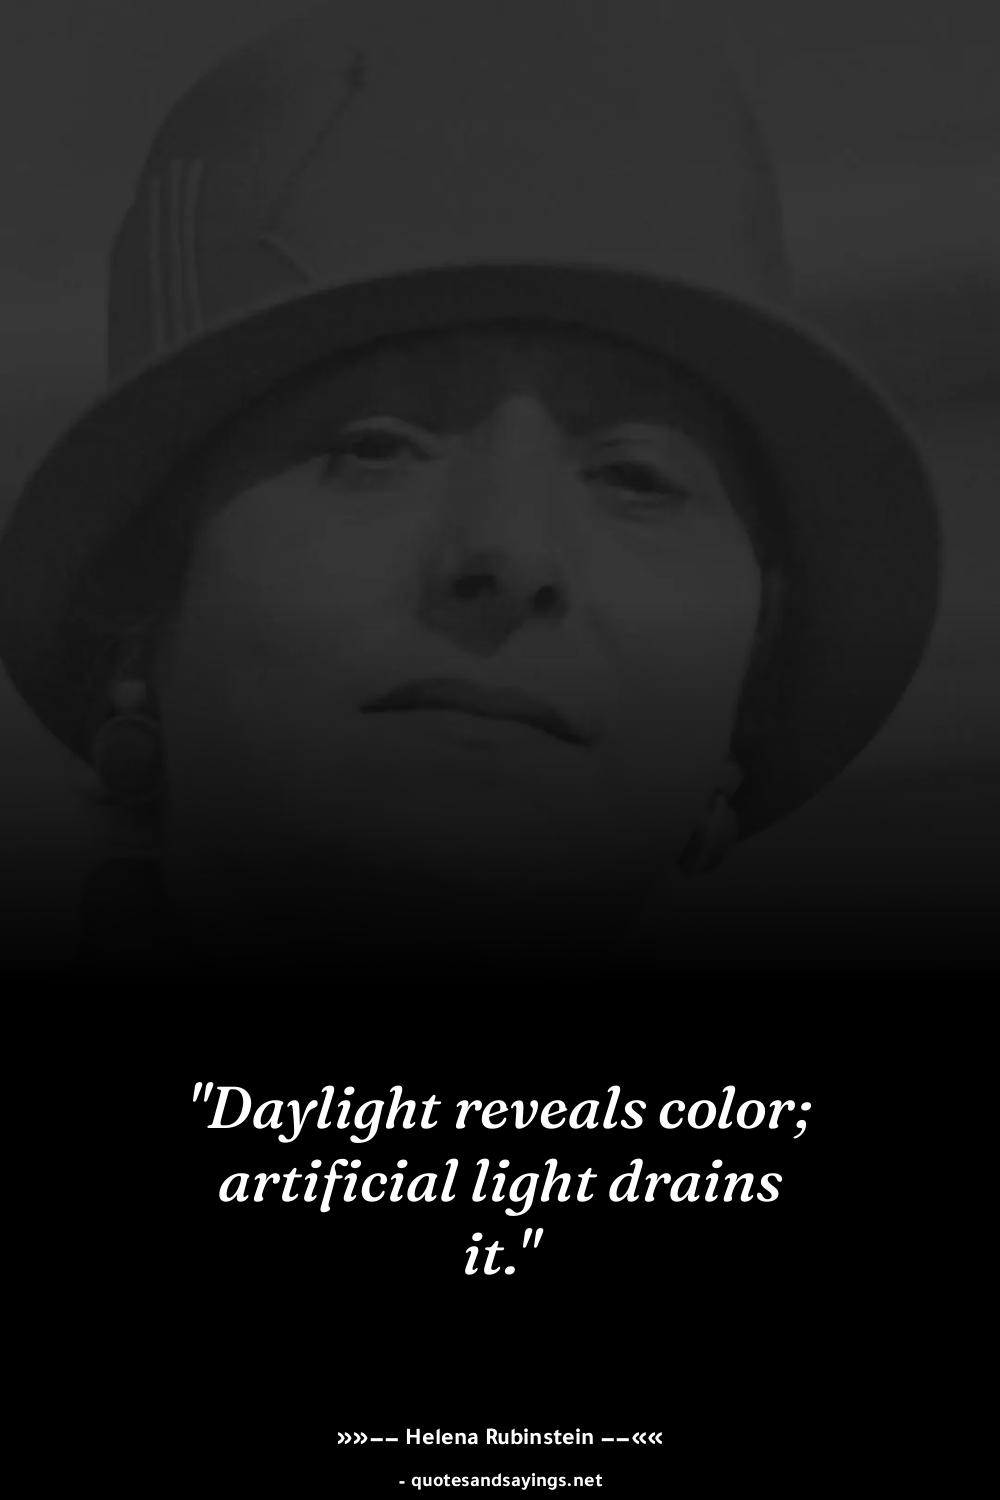 "Daylight reveals color;
artificial light drains
it."
»»−− Helena Rubinstein −−««
- quotesandsayings.net